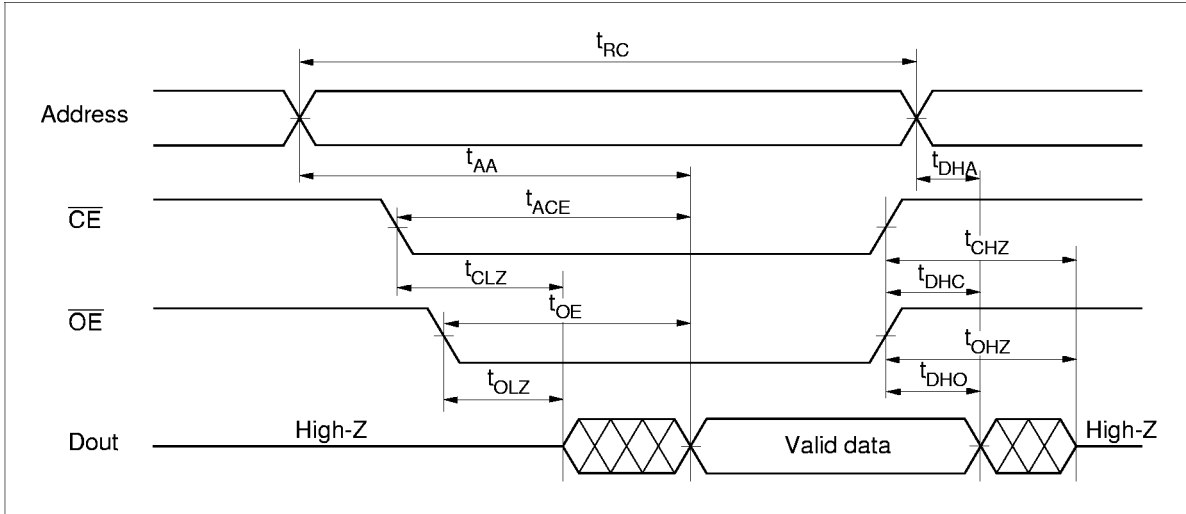 tRC
Address
tAA
tDHA
CE
tACE
tCHZ
tCLZ
tDHC
tOE
OE
tOHZ
tDHO
tOLZ
Dout
High-Z
Valid data
High-Z